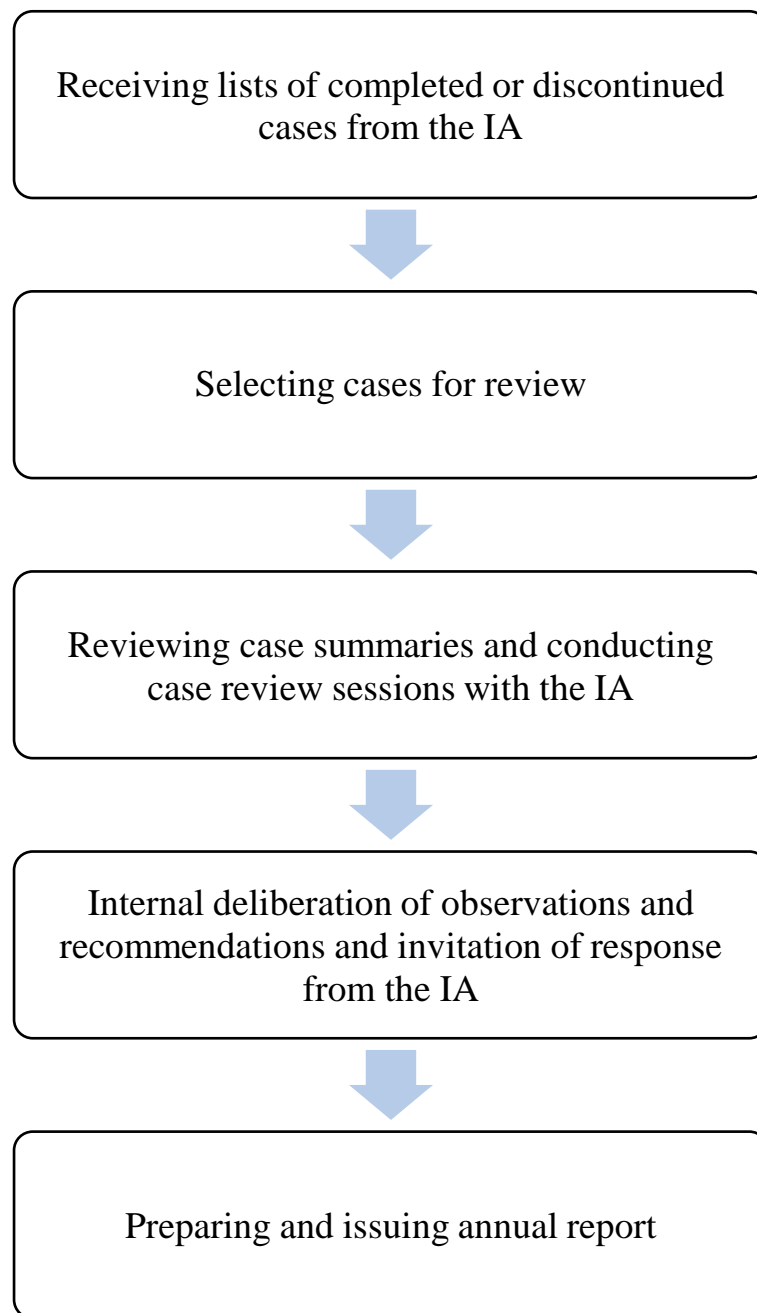 Receiving lists of completed or discontinued
cases from the IA
Selecting cases for review
Reviewing case summaries and conducting
case review sessions with the IA
Internal deliberation of observations and
recommendations and invitation of response
from the IA
Preparing and issuing annual report